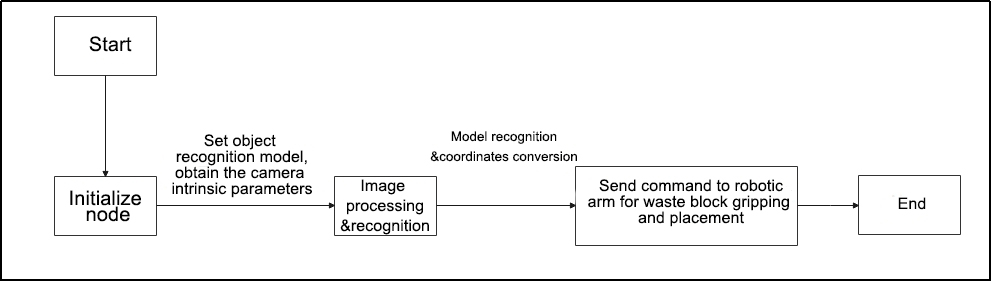 Start
Initialize
node
Set object
recognition model,
obtain the camera
intrinsic parameters
Image
processing
&recognition
Model recognition
&coordinates conversion
Send command to robotic
arm for waste block gripping
and placement
End